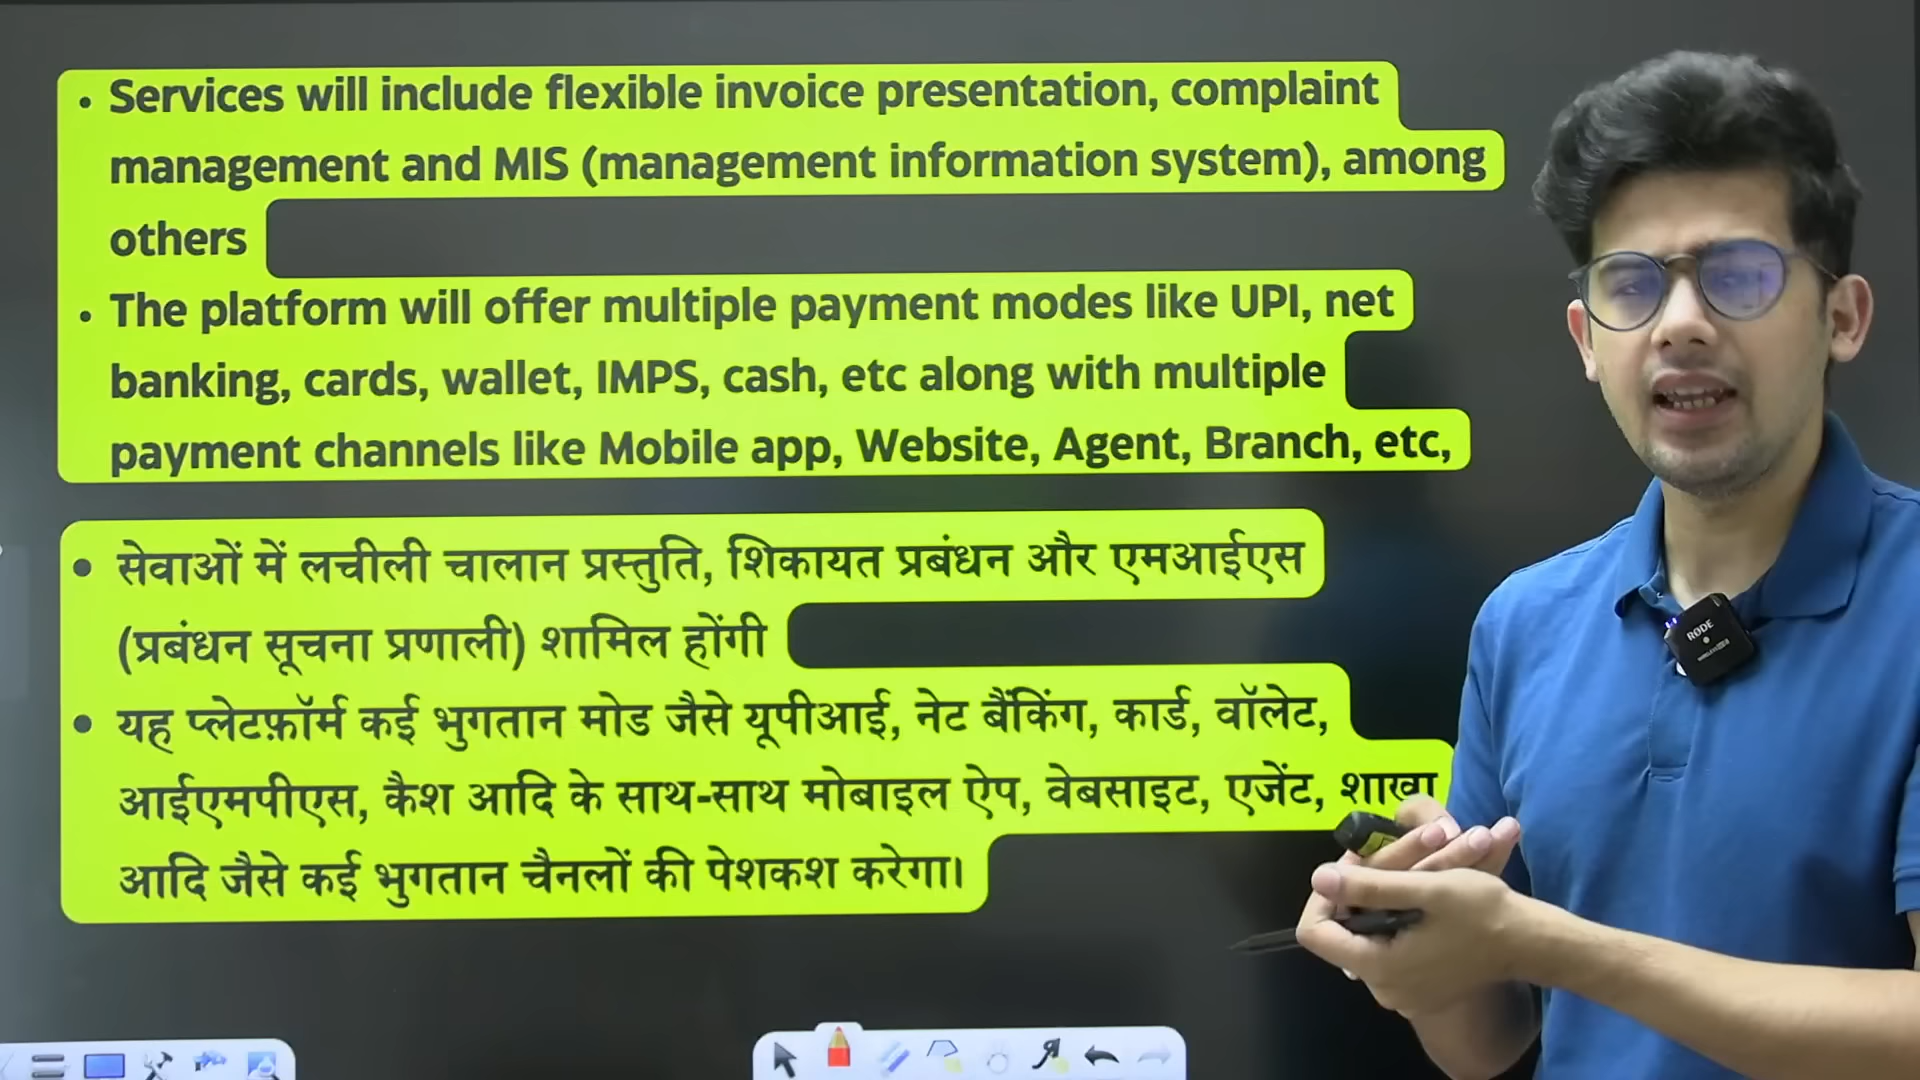 • Services will include flexible invoice presentation, complaint
management and MIS (management information system), among
others
• The platform will offer multiple payment modes like UPI, net
banking, cards, wallet, IMPS, cash, etc along with multiple
payment channels like Mobile app, Website, Agent, Branch, etc,
• सेवाओं में लचीली चालान प्रस्तुति, शिकायत प्रबंधन और एमआईएस
(प्रबंधन सूचना प्रणाली) शामिल होंगी
• यह प्लेटफ़ॉर्म कई भुगतान मोड जैसे यूपीआई, नेट बैंकिंग, कार्ड, वॉलेट,
आईएमपीएस, कैश आदि के साथ-साथ मोबाइल ऐप, वेबसाइट, एजेंट, शाखा
आदि जैसे कई भुगतान चैनलों की पेशकश करेगा।
RODE